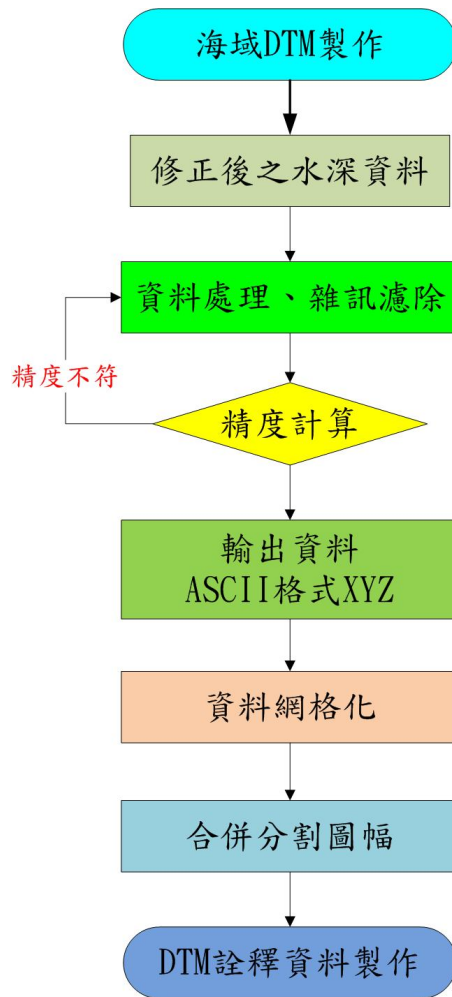 海域DTM製作
修正後之水深資料
資料處理、雜訊濾除
精度不符
精度計算
輸出資料
ASCII格式XYZ
資料網格化
合併分割圖幅
DTM詮釋資料製作